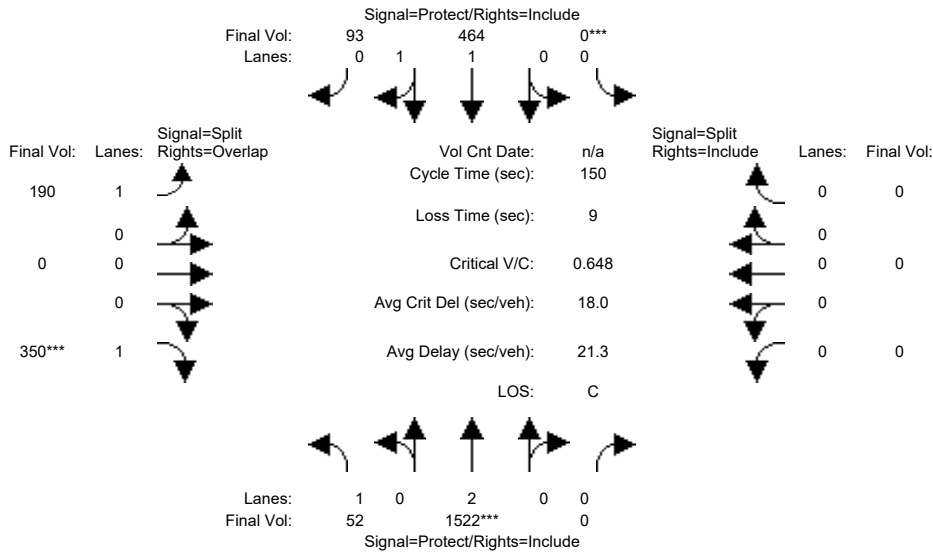 Signal=Protect/Rights=Include
Final Vol: 93 464 0***
Lanes: 0 1 1 0 0
Signal=Split
Final Vol: Lanes: Rights=Overlap
Vol Cnt Date: n/a
Signal=Split
Rights=Include Lanes: Final Vol:
Cycle Time (sec): 150
190 1
0 0
Loss Time (sec): 9
0
0
0 0
Critical V/C: 0.648
0 0
0
Avg Crit Del (sec/veh): 18.0
0
350*** 1
Avg Delay (sec/veh): 21.3
0 0
LOS: C
Lanes: 1 0 2 0 0
Final Vol: 52 1522*** 0
Signal=Protect/Rights=Include